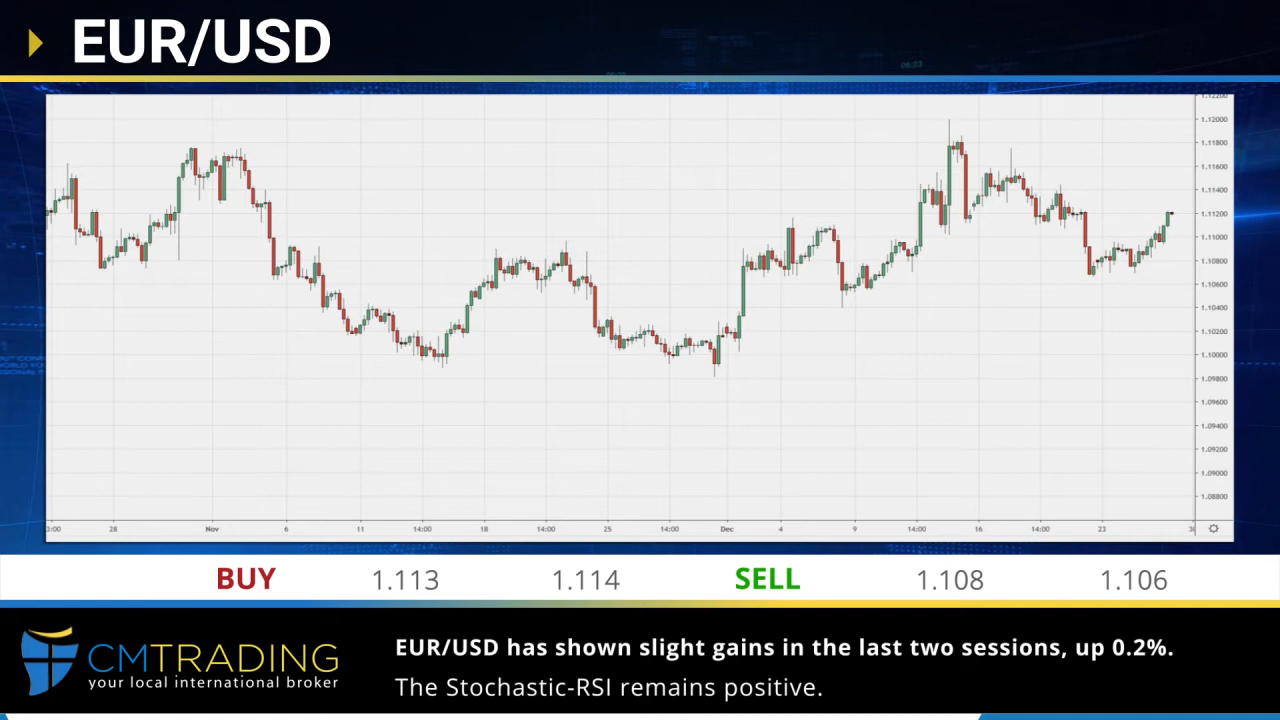 EUR/USD
1.12200
1.12000
1.11800
1.11600
1.11400
1.11200
1.11000
1.10800
1.10600
1.10400
1.10200
1.10000
1.09800
1.09600
1.09400
1.09200
1.09000
1.08800
3:00 28 Nov 6 11 14:00 18 14:00 25 14:00 Dec 4 9 14:00 16 14:00 23
BUY 1.113 1.114 SELL 1.108 1.106
CMTRADING
your local international broker
EUR/USD has shown slight gains in the last two sessions, up 0.2%.
The Stochastic-RSI remains positive.